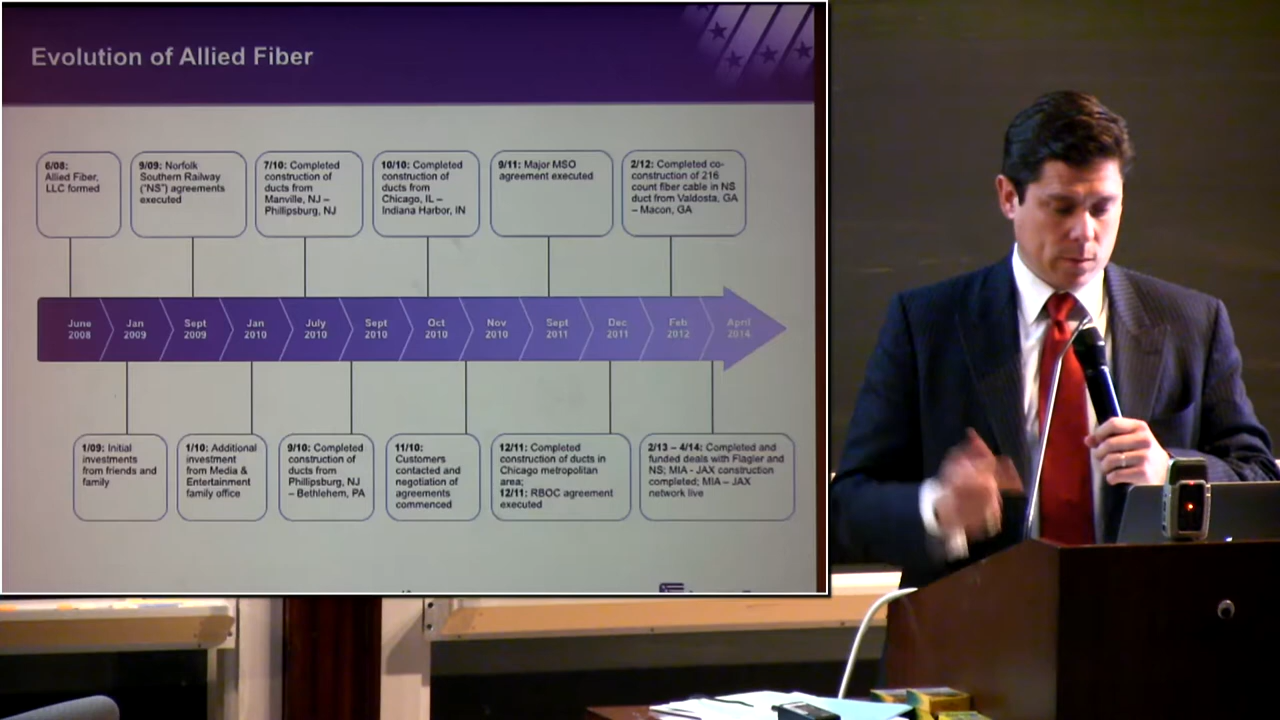 Evolution of Allied Fiber
6/08:
Allied Fiber,
LLC formed
9/09: Norfolk
Southern Railway
("NS") agreements
executed
7/10: Completed
construction of
ducts from
Manville, NJ –
Phillipsburg, NJ
10/10: Completed
construction of
ducts from
Chicago, IL –
Indiana Harbor, IN
9/11: Major MSO
agreement executed
2/12: Completed co-
construction of 216
count fiber cable in NS
duct from Valdosta, GA
– Macon, GA
June
2008
Jan
2009
Sept
2009
Jan
2010
July
2010
Sept
2010
Oct
2010
Nov
2010
Sept
2011
Dec
2011
Feb
2012
April
2014
1/09: Initial
investments
from friends and
family
1/10: Additional
investment
from Media &
Entertainment
family office
9/10: Completed
construction of
ducts from
Phillipsburg, NJ
– Bethlehem, PA
11/10:
Customers
contacted and
negotiation of
agreements
commenced
12/11: Completed
construction of ducts in
Chicago metropolitan
area;
12/11: RBOC agreement
executed
2/13 – 4/14: Completed and
funded deals with Flagler and
NS; MIA - JAX construction
completed; MIA – JAX
network live